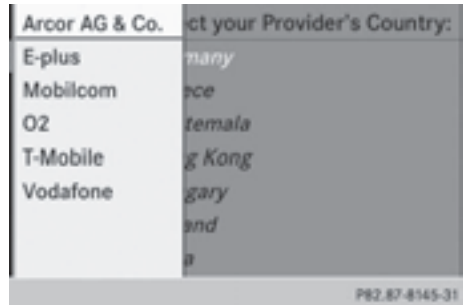 Arcor AG & Co. ct your Provider's Country:
E-plus many
Mobilcom ece
O2 temala
T-Mobile g Kong
Vodafone gary
and
a
P82.87-8145-31